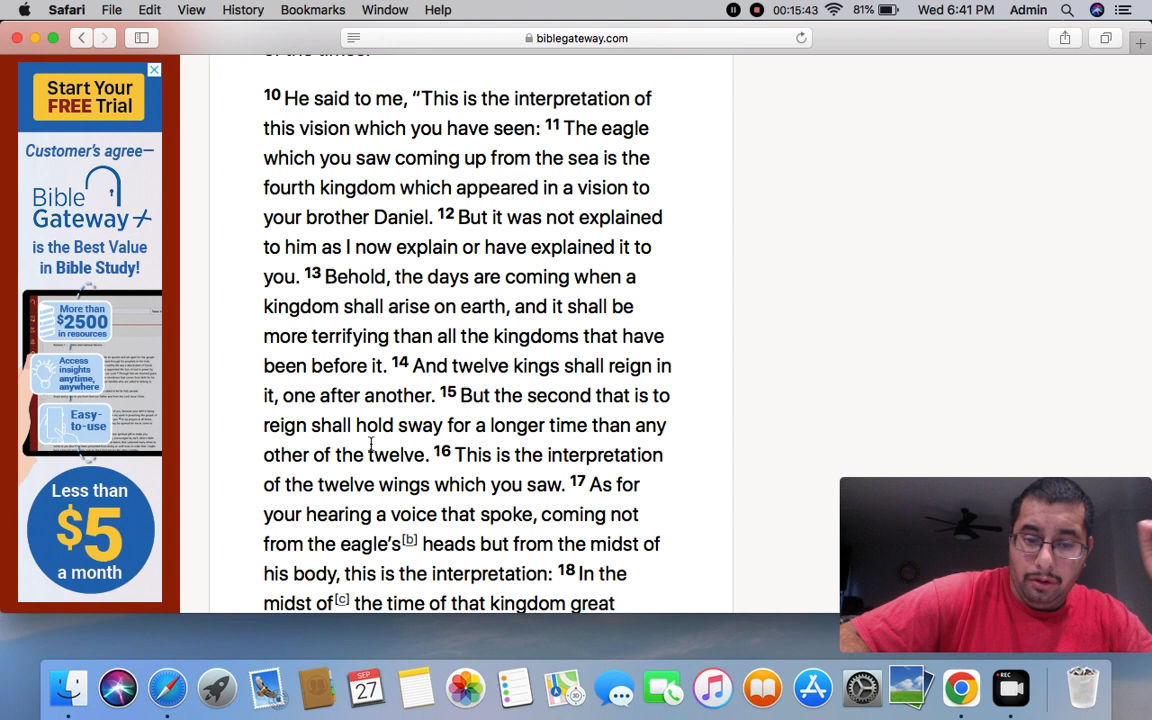 Safari File Edit View History Bookmarks Window Help 00:15:43 81% Wed 6:41 PM Admin
biblegateway.com
Start Your
FREE Trial
Customer's agree—
Bible
Gateway+
is the Best Value
in Bible Study!
More than
$2500
in resources
Access
insights
anytime,
anywhere
Easy-
to-use
Less than
$5
a month
10 He said to me, “This is the interpretation of
this vision which you have seen: 11 The eagle
which you saw coming up from the sea is the
fourth kingdom which appeared in a vision to
your brother Daniel. 12 But it was not explained
to him as I now explain or have explained it to
you. 13 Behold, the days are coming when a
kingdom shall arise on earth, and it shall be
more terrifying than all the kingdoms that have
been before it. 14 And twelve kings shall reign in
it, one after another. 15 But the second that is to
reign shall hold sway for a longer time than any
other of the twelve. 16 This is the interpretation
of the twelve wings which you saw. 17 As for
your hearing a voice that spoke, coming not
from the eagle’s[b] heads but from the midst of
his body, this is the interpretation: 18 In the
midst of[c] the time of that kingdom great
SEP
27
REC